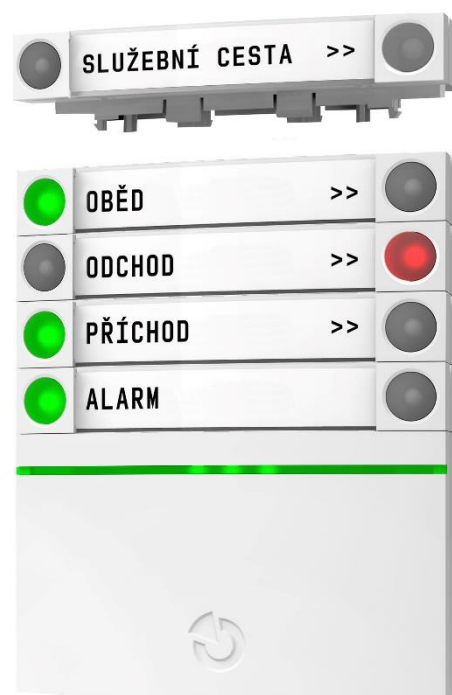 SLUŽEBNÍ CESTA >>
OBĚD >>
ODCHOD >>
PŘÍCHOD >>
ALARM